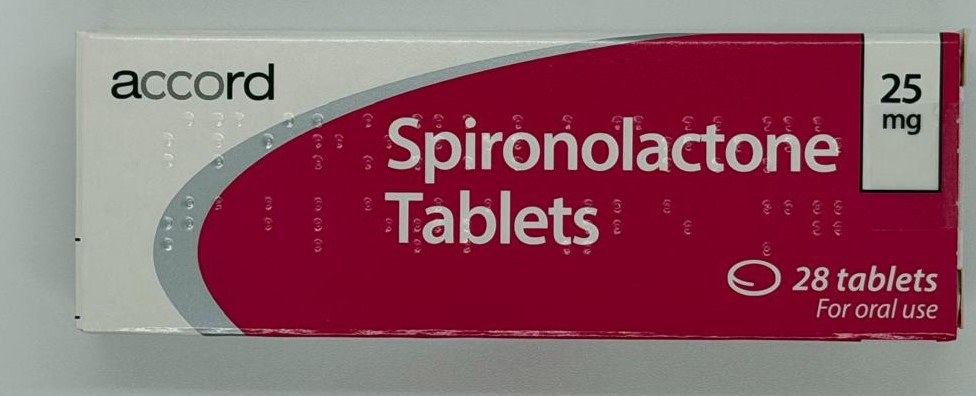 accord
Spironolactone
Tablets
25
mg
28 tablets
For oral use